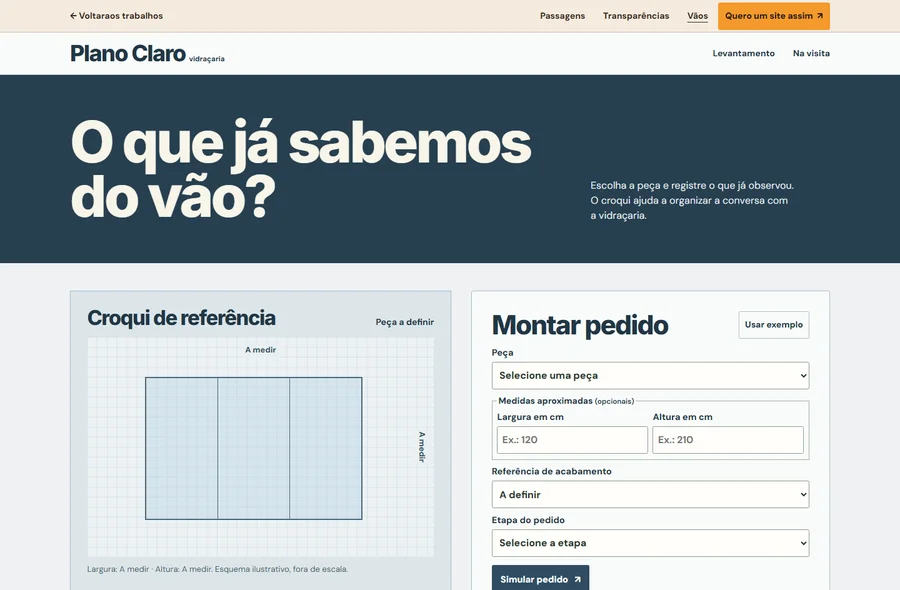 ← Voltaraos trabalhos
Passagens
Transparências
Vãos
Quero um site assim ↗
Plano Claro vidraçaria
Levantamento
Na visita
O que já sabemos
do vão?
Escolha a peça e registre o que já observou.
O croqui ajuda a organizar a conversa com
a vidraçaria.
Croqui de referência
Peça a definir
A medir
A medir
Largura: A medir · Altura: A medir. Esquema ilustrativo, fora de escala.
Montar pedido
Usar exemplo
Peça
Selecione uma peça
Medidas aproximadas (opcionais)
Largura em cm
Altura em cm
Ex.: 120
Ex.: 210
Referência de acabamento
A definir
Etapa do pedido
Selecione a etapa
Simular pedido ↗